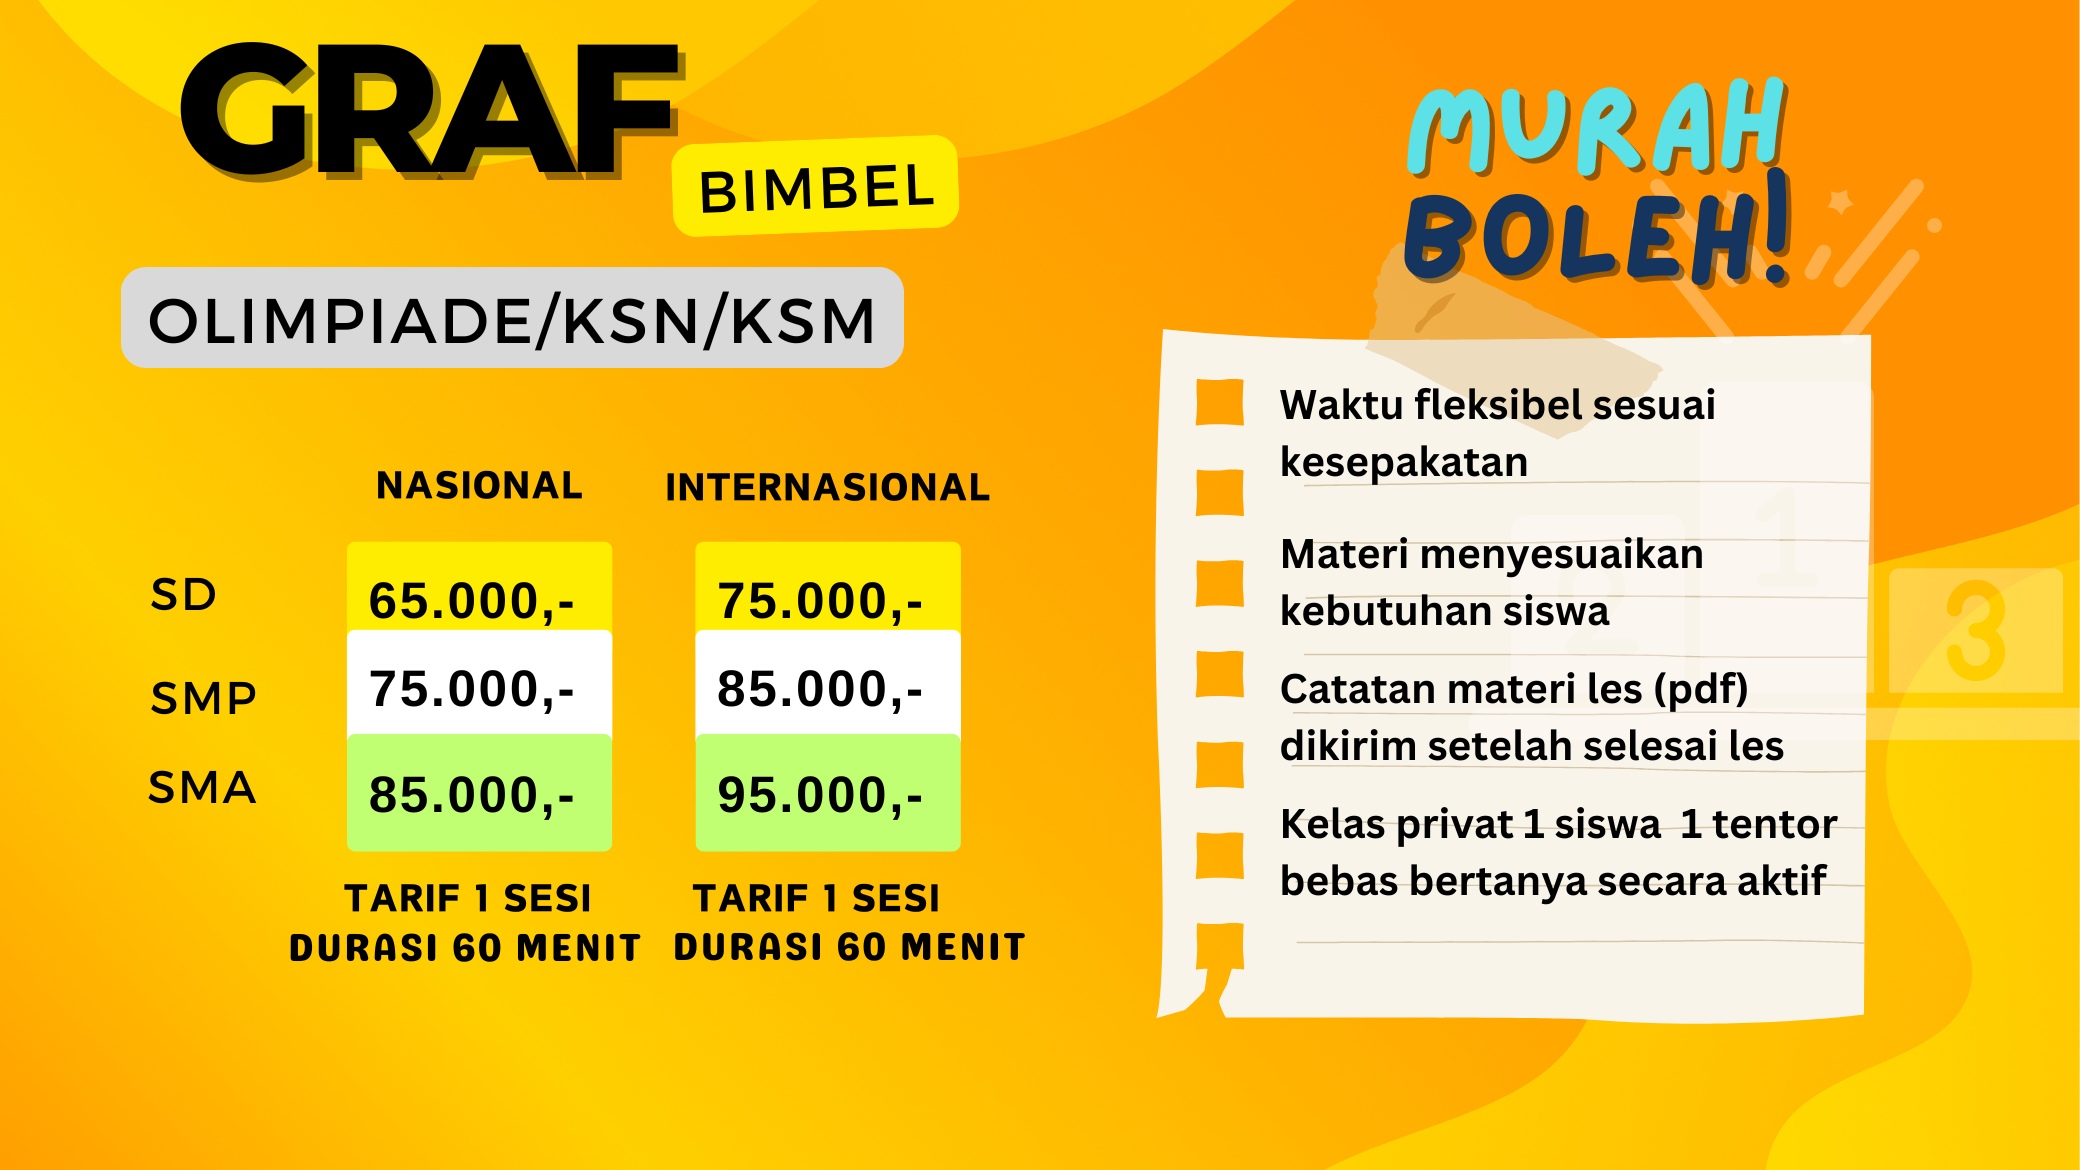 GRAF
BIMBEL
OLIMPIADE/KSN/KSM
NASIONAL INTERNASIONAL
SD 65.000,- 75.000,-
SMP 75.000,- 85.000,-
SMA 85.000,- 95.000,-
TARIF 1 SESI TARIF 1 SESI
DURASI 60 MENIT DURASI 60 MENIT
MURAH
BOLEH!
Waktu fleksibel sesuai
kesepakatan
Materi menyesuaikan
kebutuhan siswa
Catatan materi les (pdf)
dikirim setelah selesai les
Kelas privat 1 siswa 1 tentor
bebas bertanya secara aktif
2
1
3